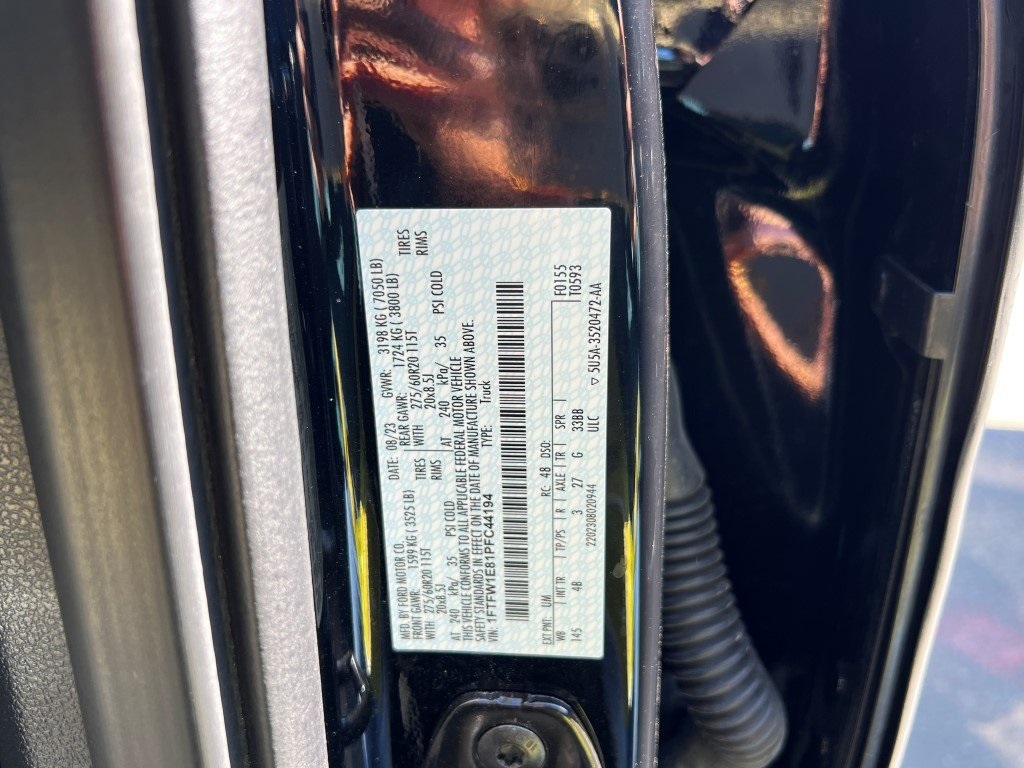 MFD. BY FORD MOTOR CO. DATE: 08/23 GVWR: 3198 KG ( 7050 LB)
FRONT GAWR: 1599 KG ( 3525 LB) REAR GAWR: 1724 KG ( 3800 LB)
WITH 275/60R20 115T TIRES WITH 275/60R20 115T TIRES
20x8.5J RIMS 20x8.5J RIMS
AT 240 kPa/ 35 PSI COLD AT 240 kPa/ 35 PSI COLD
THIS VEHICLE CONFORMS TO ALL APPLICABLE FEDERAL MOTOR VEHICLE
SAFETY STANDARDS IN EFFECT ON THE DATE OF MANUFACTURE SHOWN ABOVE.
VIN: 1FTFW1E81PFC44194 TYPE: Truck
EXT PNT: UM RC: 48 DSO: F0155
T0593
WB INT TR TP/PS R AXLE TR SPR
145 4B 3 27 G 33BB
2202308020944 ULC ▽ 5U5A-3520472-AA